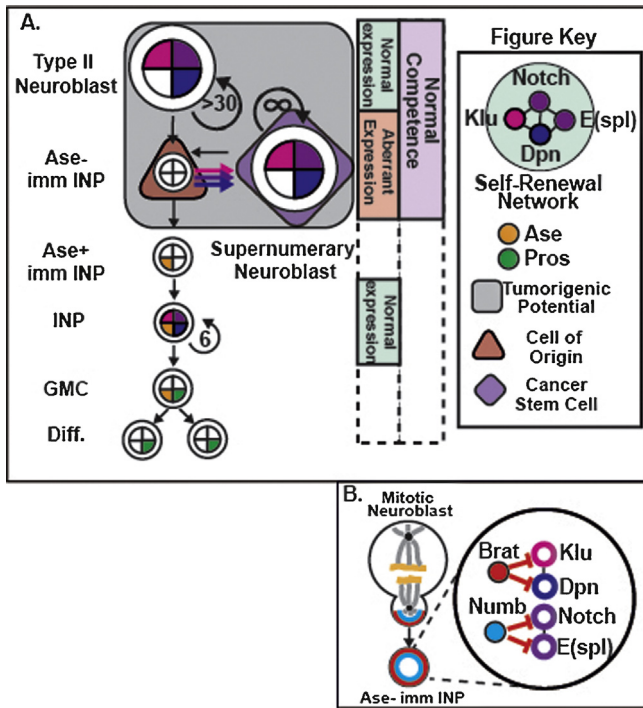 A.
Type II
Neuroblast
>30
∞
Ase-
imm INP
Supernumerary
Neuroblast
Ase+
imm INP
INP
6
GMC
Diff.
Normal
expression
Aberrant
Expression
Normal
Competence
Normal
expression
Figure Key
Notch
Klu
E(spl)
Dpn
Self-Renewal
Network
Ase
Pros
Tumorigenic
Potential
Cell of
Origin
Cancer
Stem Cell
B.
Mitotic
Neuroblast
Ase- imm INP
Brat
Klu
Dpn
Numb
Notch
E(spl)